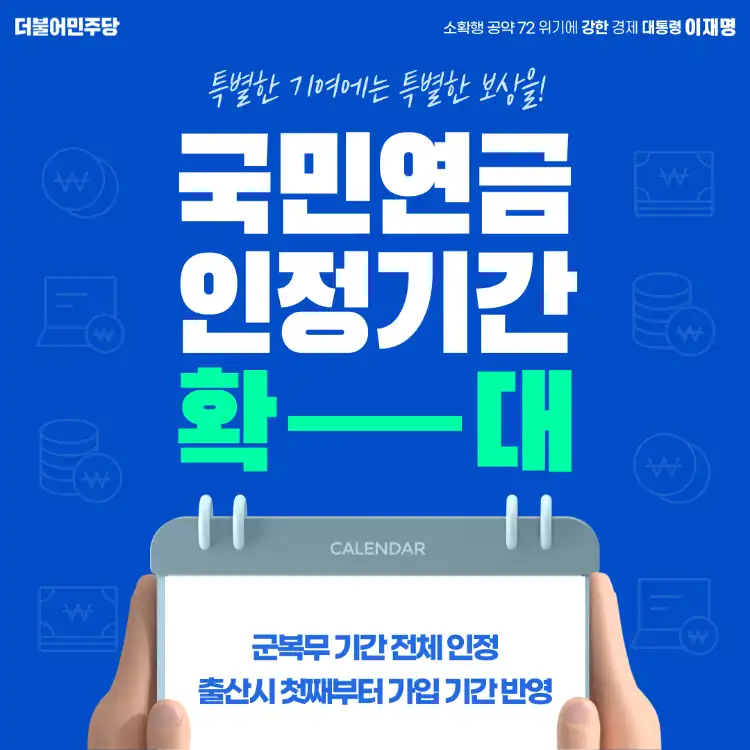 더불어민주당
소확행 공약 72 위기에 강한 경제 대통령 이재명
특별한 기여에는 특별한 보상을!
국민연금
인정기간
확대
CALENDAR
군복무 기간 전체 인정
출산시 첫째부터 가입 기간 반영